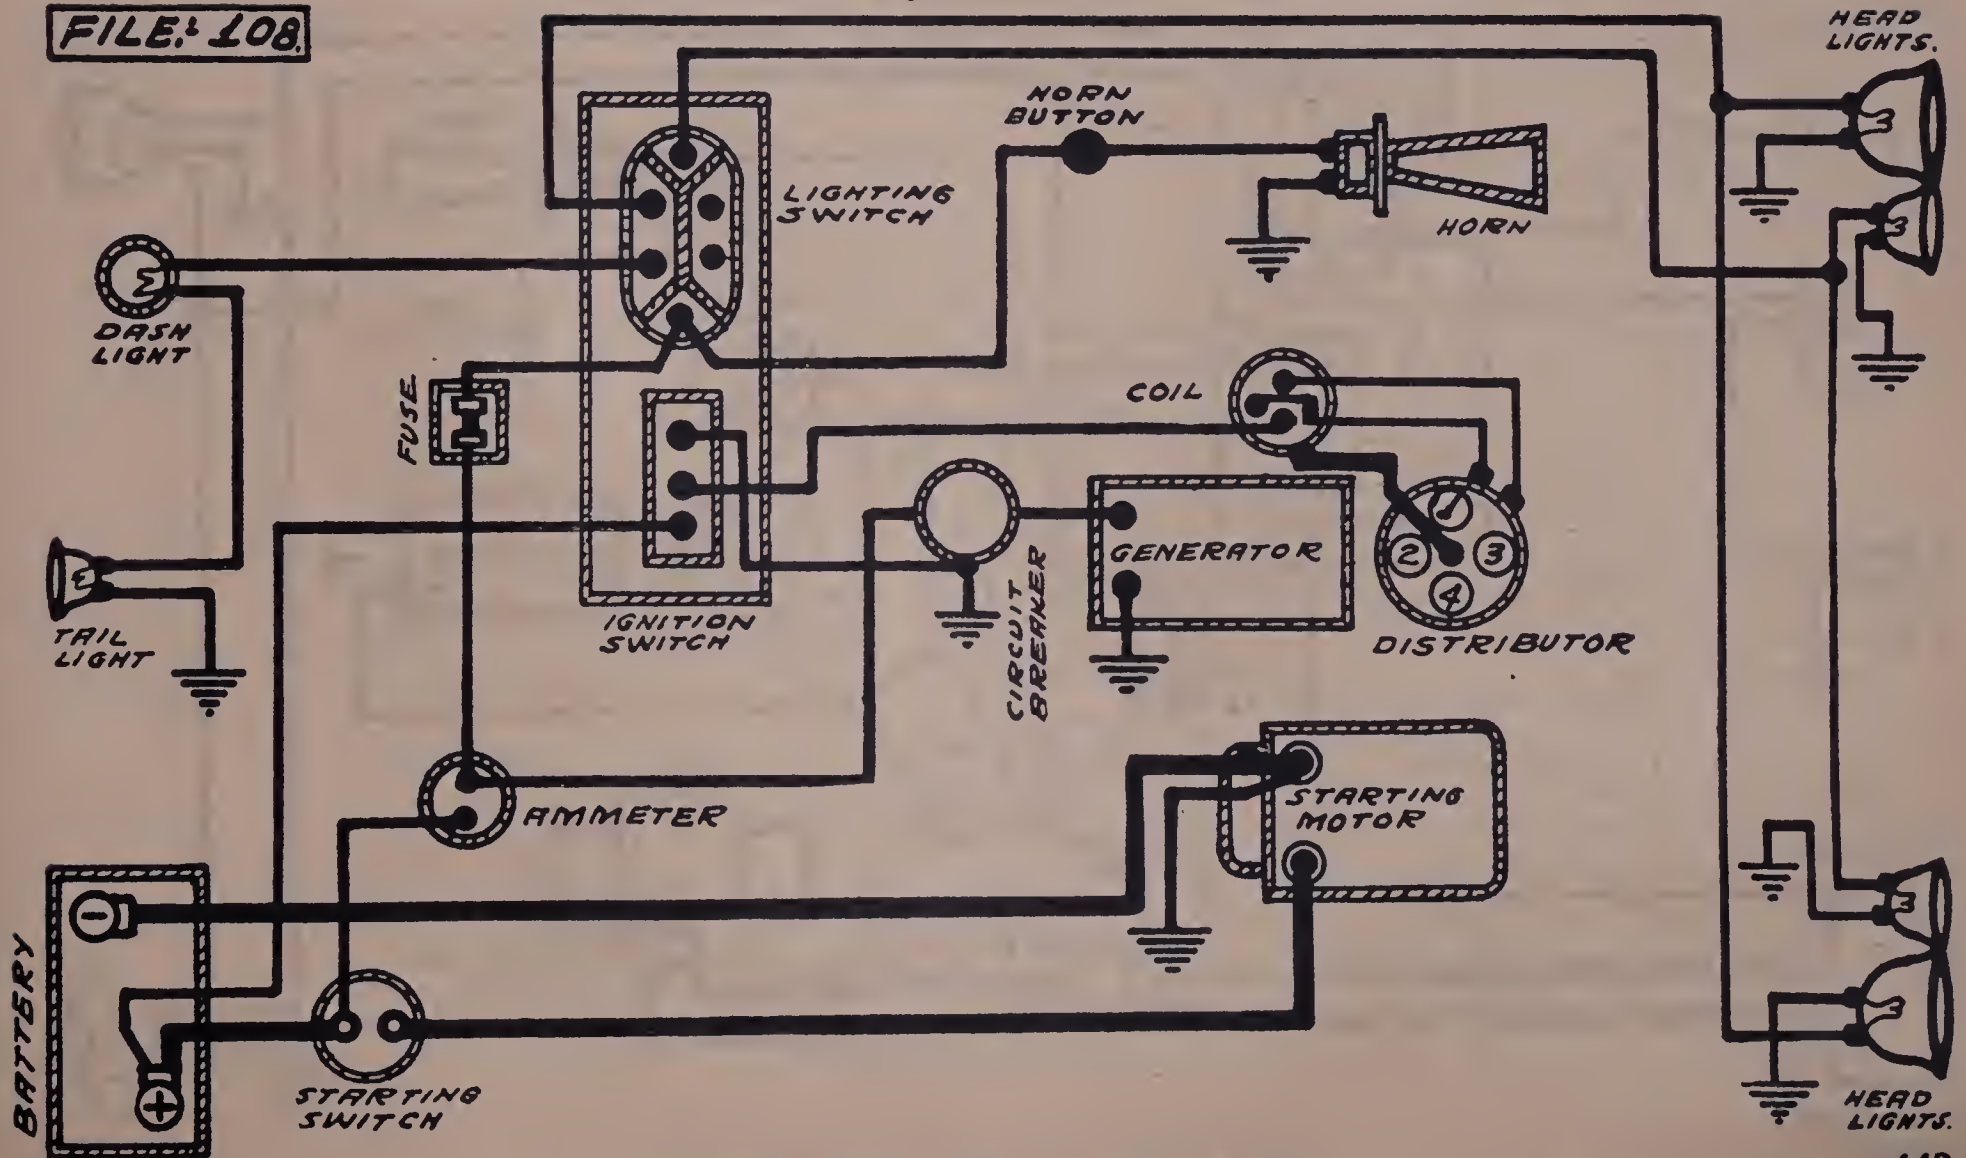 FILE: 108.
HEAD
LIGHTS.
HORN
BUTTON
LIGHTING
SWITCH
HORN
DASH
LIGHT
FUSE
COIL
GENERATOR
1
2
3
4
DISTRIBUTOR
IGNITION
SWITCH
CIRCUIT
BREAKER
TAIL
LIGHT
AMMETER
STARTING
MOTOR
BATTERY
-
+
STARTING
SWITCH
HEAD
LIGHTS.